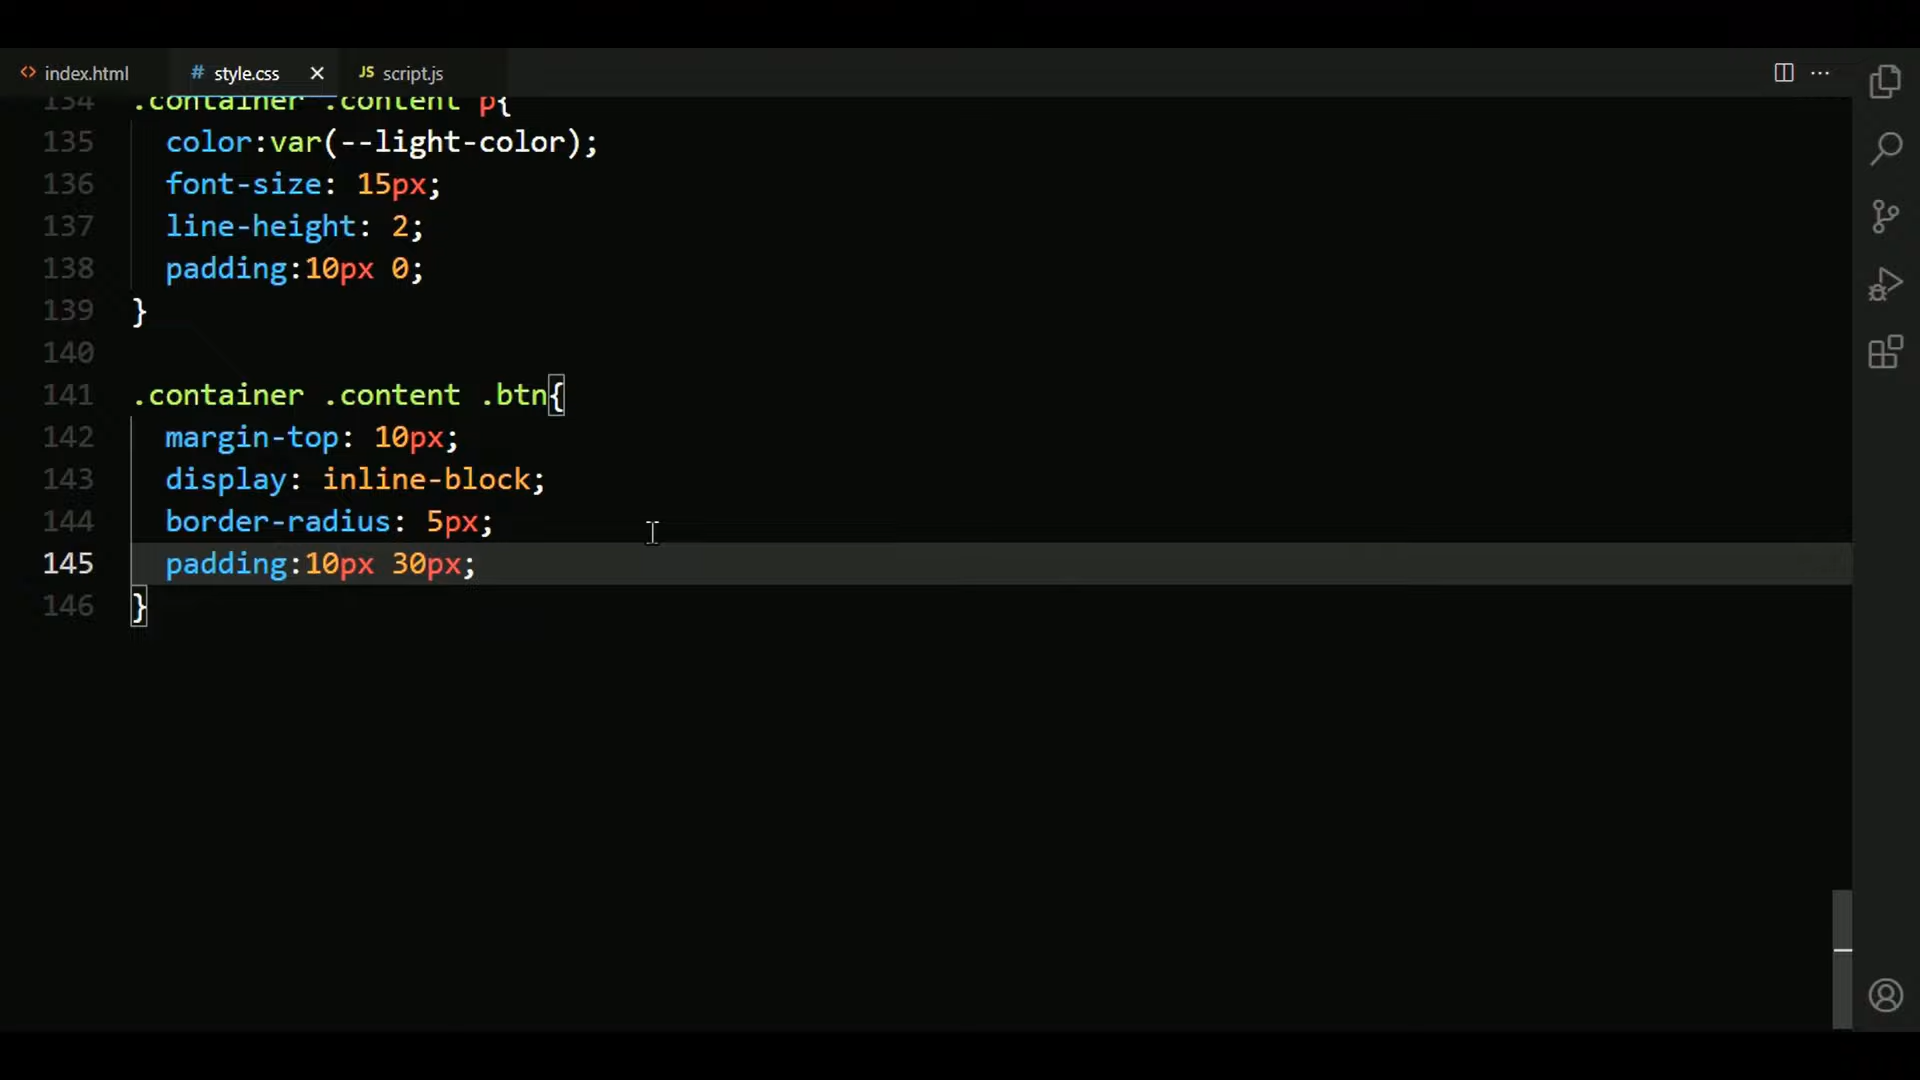 index.html
style.css
script.js
134 .container .content p{
135 color:var(--light-color);
136 font-size: 15px;
137 line-height: 2;
138 padding:10px 0;
139 }
140
141 .container .content .btn{
142 margin-top: 10px;
143 display: inline-block;
144 border-radius: 5px;
145 padding:10px 30px;
146 }